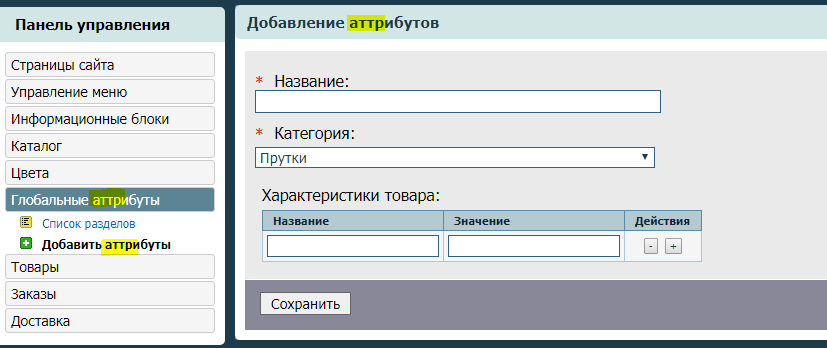 Панель управления
Страницы сайта
Управление меню
Информационные блоки
Каталог
Цвета
Глобальные аттрибуты
Список разделов
Добавить аттрибуты
Товары
Заказы
Доставка
Добавление аттрибутов
* Название:
* Категория:
Прутки
Характеристики товара:
Название Значение Действия
- +
Сохранить